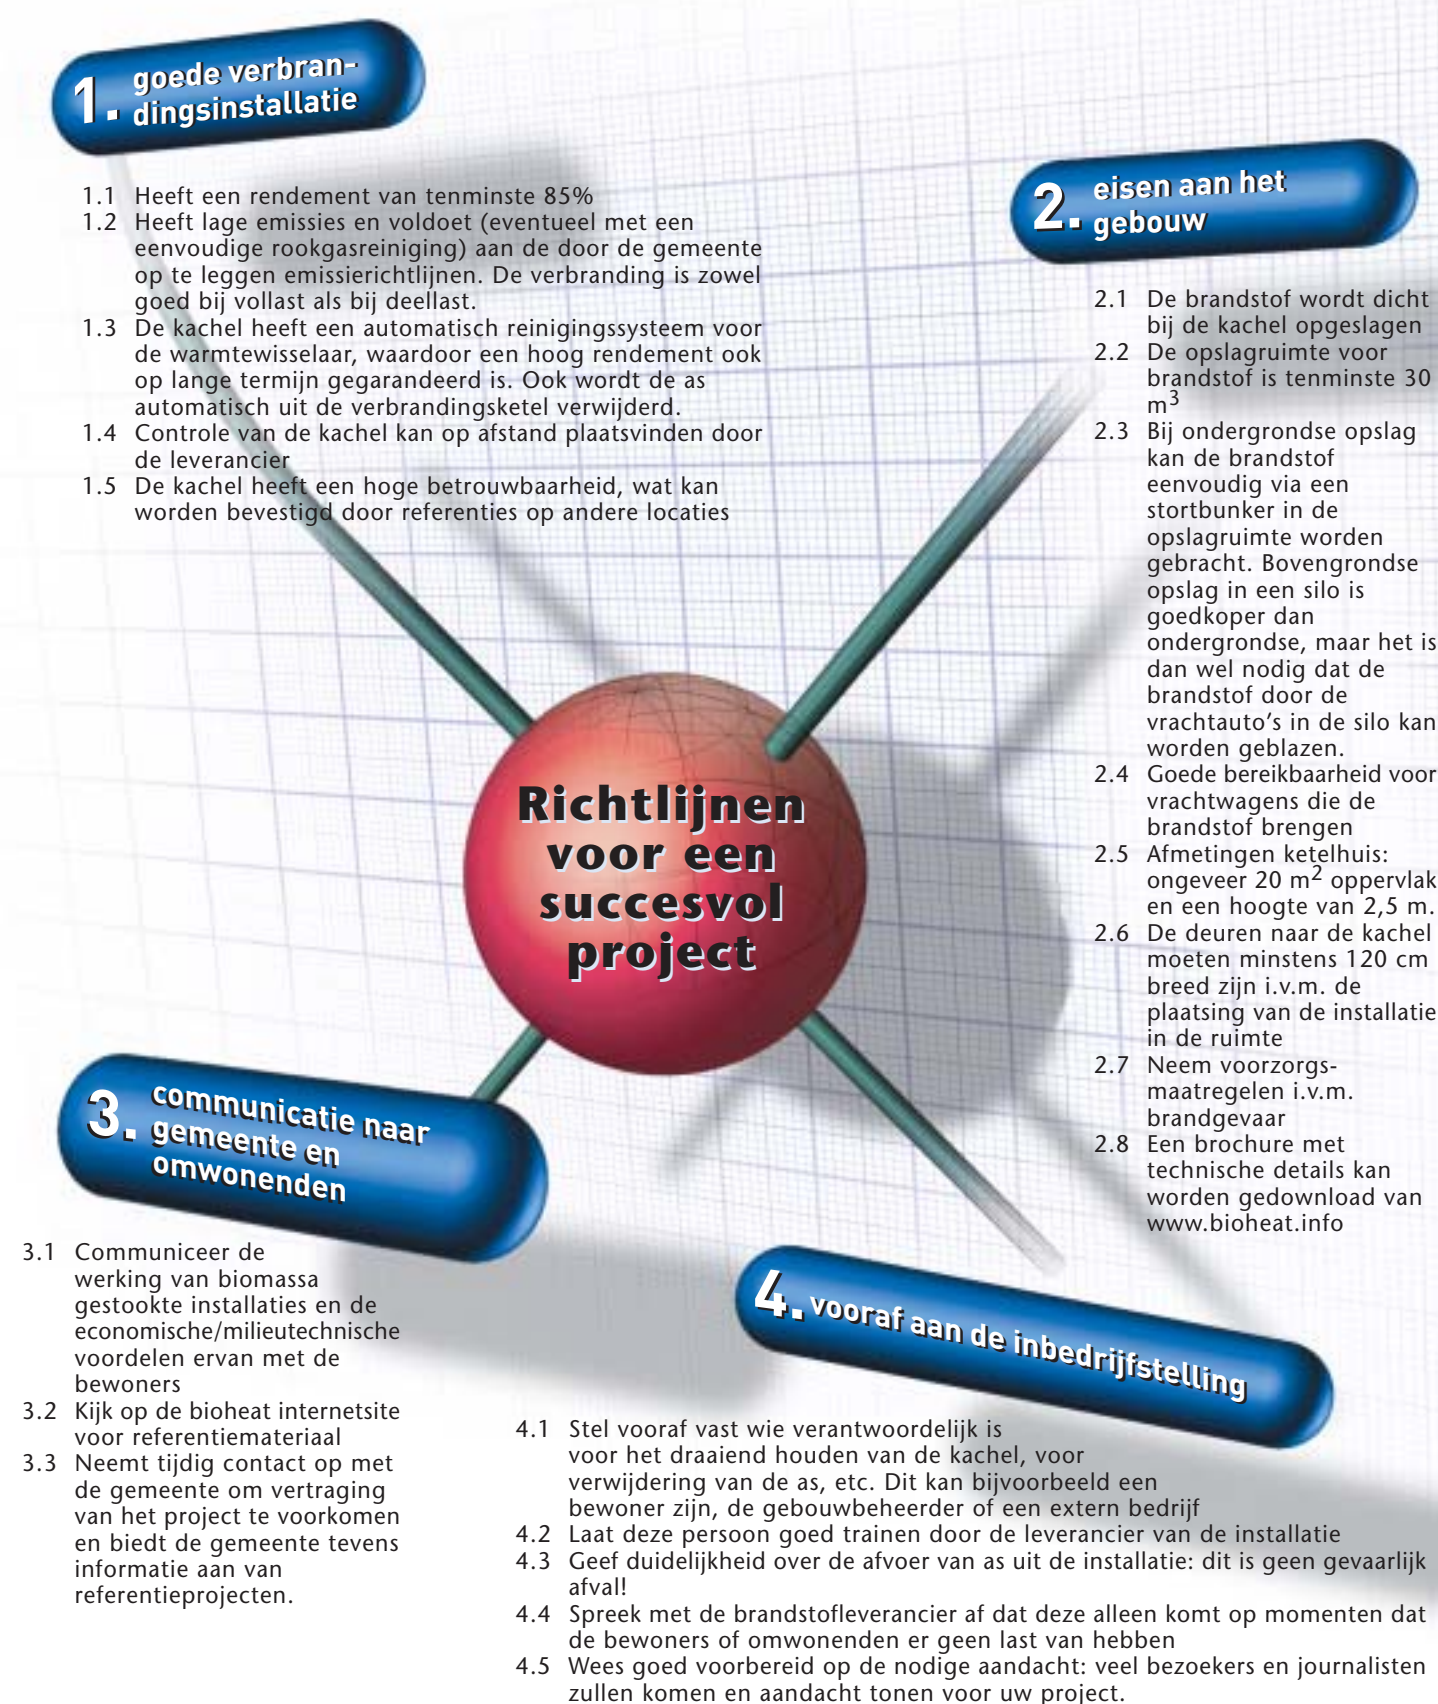 1. goede verbran-
dingsinstallatie
1.1 Heeft een rendement van tenminste 85%
1.2 Heeft lage emissies en voldoet (eventueel met een
eenvoudige rookgasreiniging) aan de door de gemeente
op te leggen emissierichtlijnen. De verbranding is zowel
goed bij vollast als bij deellast.
1.3 De kachel heeft een automatisch reinigingssysteem voor
de warmtewisselaar, waardoor een hoog rendement ook
op lange termijn gegarandeerd is. Ook wordt de as
automatisch uit de verbrandingsketel verwijderd.
1.4 Controle van de kachel kan op afstand plaatsvinden door
de leverancier
1.5 De kachel heeft een hoge betrouwbaarheid, wat kan
worden bevestigd door referenties op andere locaties
2. eisen aan het
gebouw
2.1 De brandstof wordt dicht
bij de kachel opgeslagen
2.2 De opslagruimte voor
brandstof is tenminste 30
m³
2.3 Bij ondergrondse opslag
kan de brandstof
eenvoudig via een
stortbunker in de
opslagruimte worden
gebracht. Bovengrondse
opslag in een silo is
goedkoper dan
ondergrondse, maar het is
dan wel nodig dat de
brandstof door de
vrachtauto's in de silo kan
worden geblazen.
2.4 Goede bereikbaarheid voor
vrachtwagens die de
brandstof brengen
2.5 Afmetingen ketelhuis:
ongeveer 20 m² oppervlak
en een hoogte van 2,5 m.
2.6 De deuren naar de kachel
moeten minstens 120 cm
breed zijn i.v.m. de
plaatsing van de installatie
in de ruimte
2.7 Neem voorzorgs-
maatregelen i.v.m.
brandgevaar
2.8 Een brochure met
technische details kan
worden gedownload van
www.bioheat.info
Richtlijnen
voor een
succesvol
project
3. communicatie naar
gemeente en
omwonenden
3.1 Communiceer de
werking van biomassa
gestookte installaties en de
economische/milieutechnische
voordelen ervan met de
bewoners
3.2 Kijk op de bioheat internetsite
voor referentiemateriaal
3.3 Neemt tijdig contact op met
de gemeente om vertraging
van het project te voorkomen
en biedt de gemeente tevens
informatie aan van
referentieprojecten.
4. vooraf aan de inbedrijfstelling
4.1 Stel vooraf vast wie verantwoordelijk is
voor het draaiend houden van de kachel, voor
verwijdering van de as, etc. Dit kan bijvoorbeeld een
bewoner zijn, de gebouwbeheerder of een extern bedrijf
4.2 Laat deze persoon goed trainen door de leverancier van de installatie
4.3 Geef duidelijkheid over de afvoer van as uit de installatie: dit is geen gevaarlijk
afval!
4.4 Spreek met de brandstofleverancier af dat deze alleen komt op momenten dat
de bewoners of omwonenden er geen last van hebben
4.5 Wees goed voorbereid op de nodige aandacht: veel bezoekers en journalisten
zullen komen en aandacht tonen voor uw project.